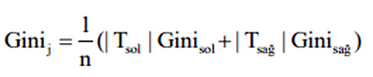 Gini_j = 1/n (| T_sol | Gini_sol + | T_sağ | Gini_sağ)